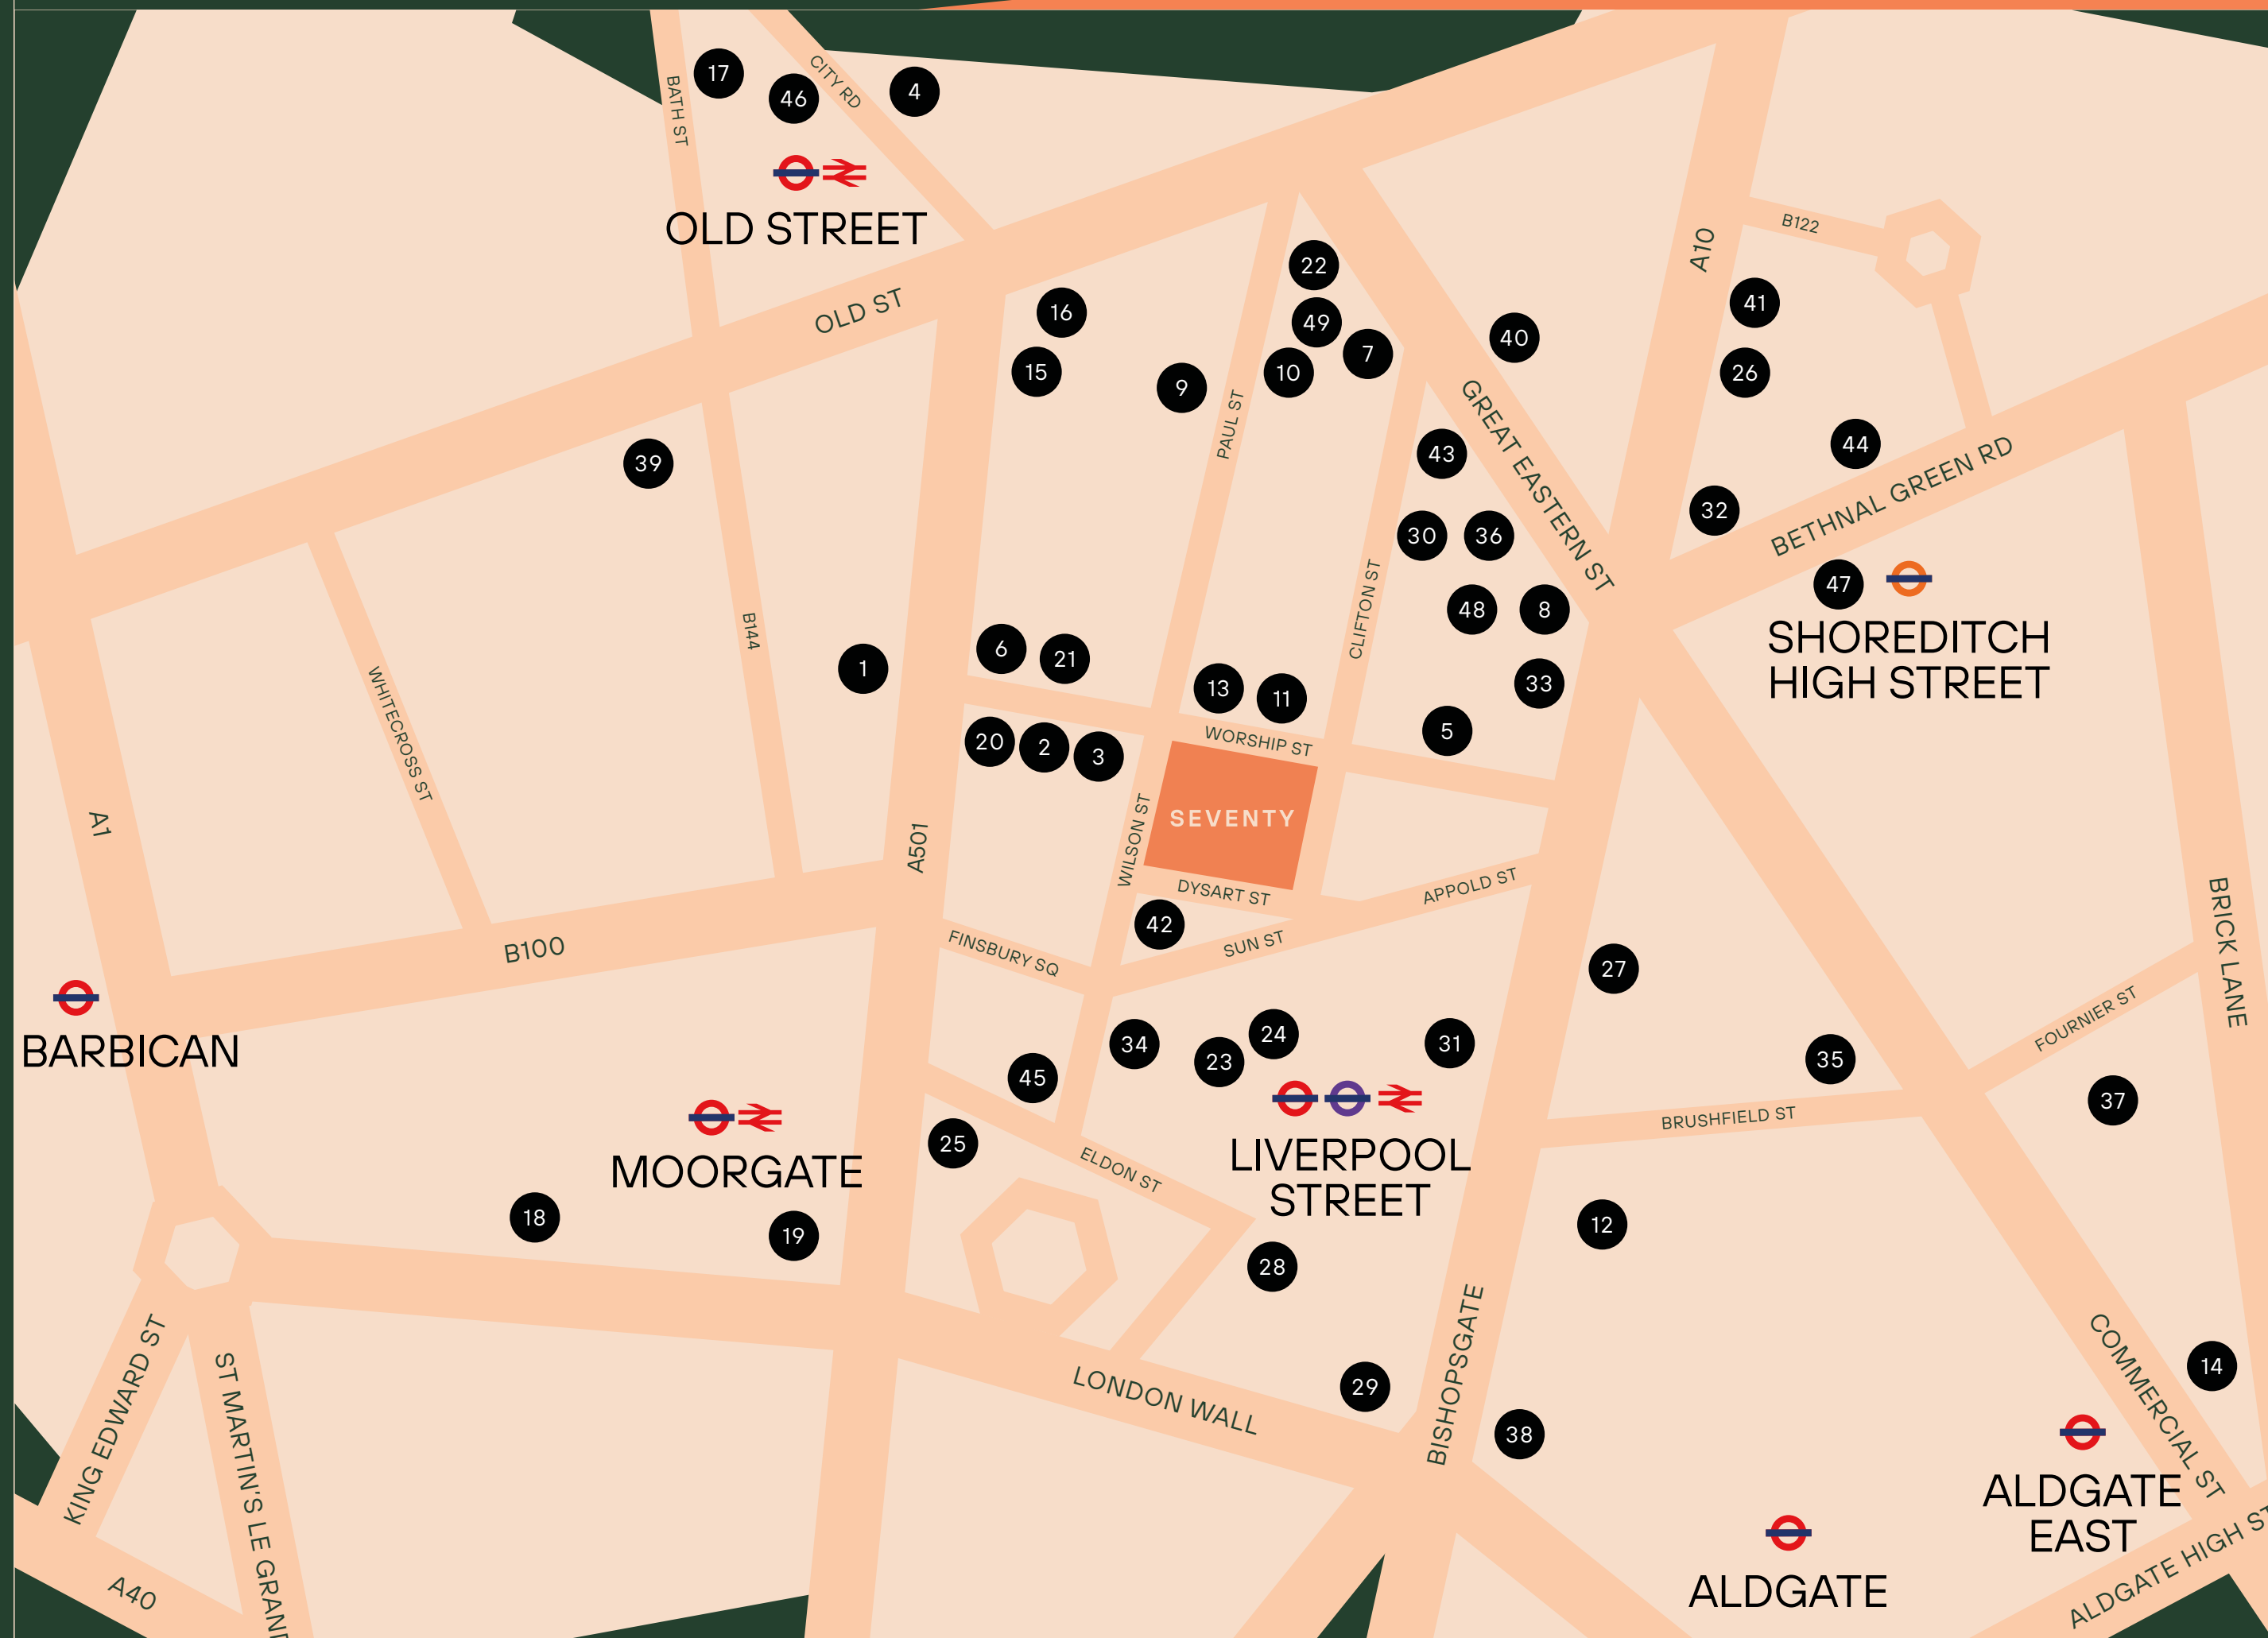 17
46
CITY RD
4
BATH ST
OLD STREET
OLD ST
A10
B122
22
16
49
41
40
7
15
9
10
26
PAUL ST
GREAT EASTERN ST
39
43
44
BETHNAL GREEN RD
32
30
36
47
CLIFTON ST
48
8
SHOREDITCH
HIGH STREET
B144
6
21
1
13
11
33
WHITECROSS ST
20
2
3
WORSHIP ST
5
SEVENTY
A1
A501
WILSON ST
DYSART ST
APPOLD ST
42
SUN ST
FINSBURY SQ
B100
27
BRICK LANE
FOURNIER ST
BARBICAN
34
23
24
31
35
45
37
BRUSHFIELD ST
MOORGATE
25
ELDON ST
LIVERPOOL
STREET
18
19
12
28
KING EDWARD ST
ST MARTIN'S LE GRAND
LONDON WALL
29
BISHOPSGATE
38
COMMERCIAL ST
14
ALDGATE
EAST
ALDGATE
ALDGATE HIGH ST
A40